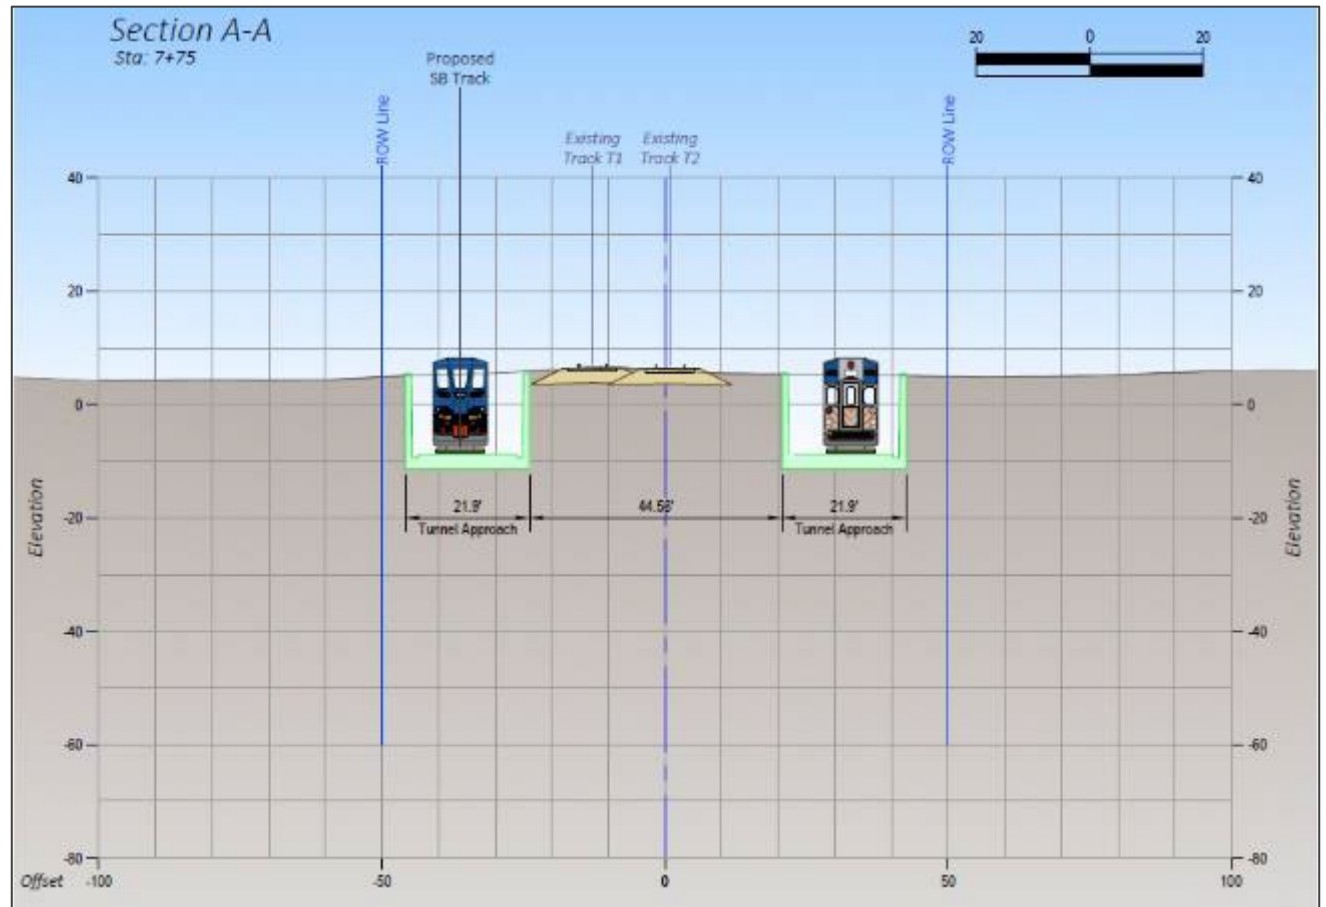 Section A-A
Sta: 7+75
Proposed
SB Track
20 0 20
ROW Line
Existing
Track T1
Existing
Track T2
ROW Line
40 40
20 20
0 0
21.9'
44.56'
21.9'
-20 -20
Tunnel Approach
Tunnel Approach
Elevation
Elevation
-40 -40
-60 -60
-80 -80
Offset -100 -50 0 50 100